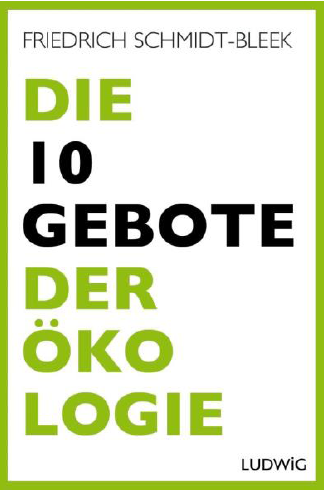 FRIEDRICH SCHMIDT-BLEEK
DIE
10
GEBOTE
DER
ÖKO
LOGIE
LUDWiG